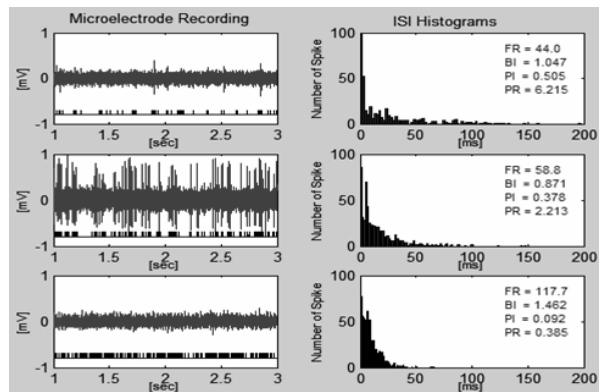 Microelectrode Recording
ISI Histograms
1
0
-1
[mV]
1 1.5 2 2.5 3
[sec]
100
50
0
Number of Spike
0 50 100 150 200
[ms]
FR = 44.0
BI = 1.047
PI = 0.505
PR = 6.215
1
0
-1
[mV]
1 1.5 2 2.5 3
[sec]
100
50
0
Number of Spike
0 50 100 150 200
[ms]
FR = 58.8
BI = 0.871
PI = 0.378
PR = 2.213
1
0
-1
[mV]
1 1.5 2 2.5 3
[sec]
100
50
0
Number of Spike
0 50 100 150 200
[ms]
FR = 117.7
BI = 1.462
PI = 0.092
PR = 0.385